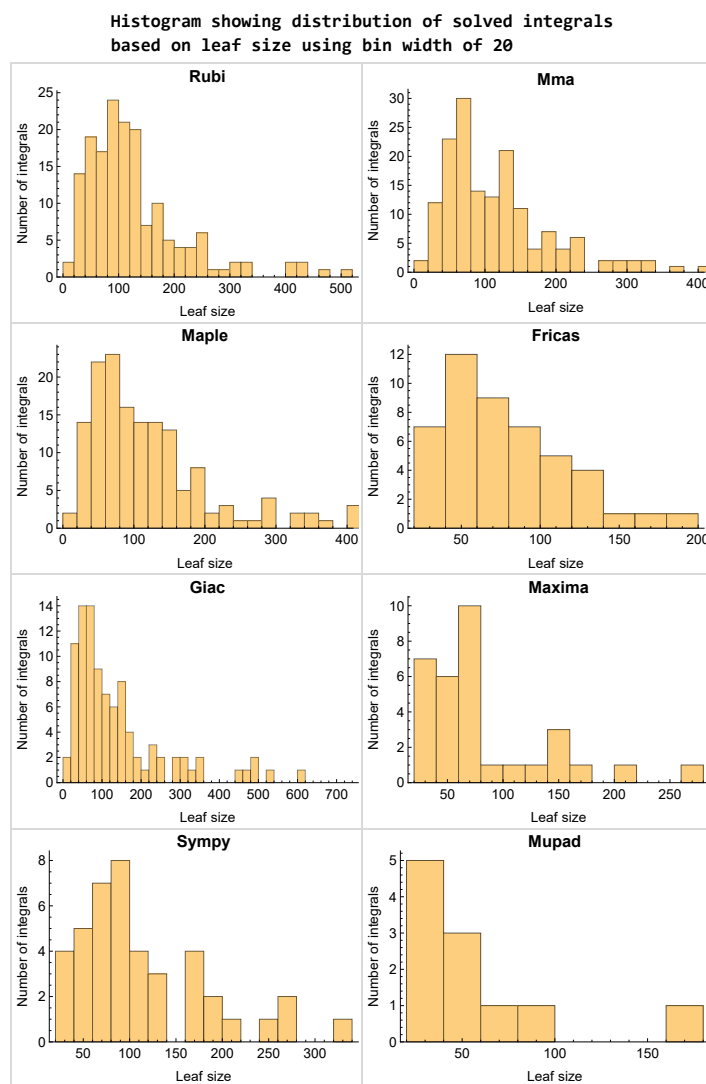 Histogram showing distribution of solved integrals
based on leaf size using bin width of 20
Rubi
Number of integrals
25
20
15
10
5
0
0 100 200 300 400 500
Leaf size
Mma
Number of integrals
30
25
20
15
10
5
0
0 100 200 300 400
Leaf size
Maple
Number of integrals
20
15
10
5
0
0 100 200 300 400
Leaf size
Fricas
Number of integrals
12
10
8
6
4
2
0
50 100 150 200
Leaf size
Giac
Number of integrals
14
12
10
8
6
4
2
0
0 100 200 300 400 500 600 700
Leaf size
Maxima
Number of integrals
10
8
6
4
2
0
50 100 150 200 250
Leaf size
Sympy
Number of integrals
8
6
4
2
0
50 100 150 200 250 300
Leaf size
Mupad
Number of integrals
5
4
3
2
1
0
50 100 150
Leaf size